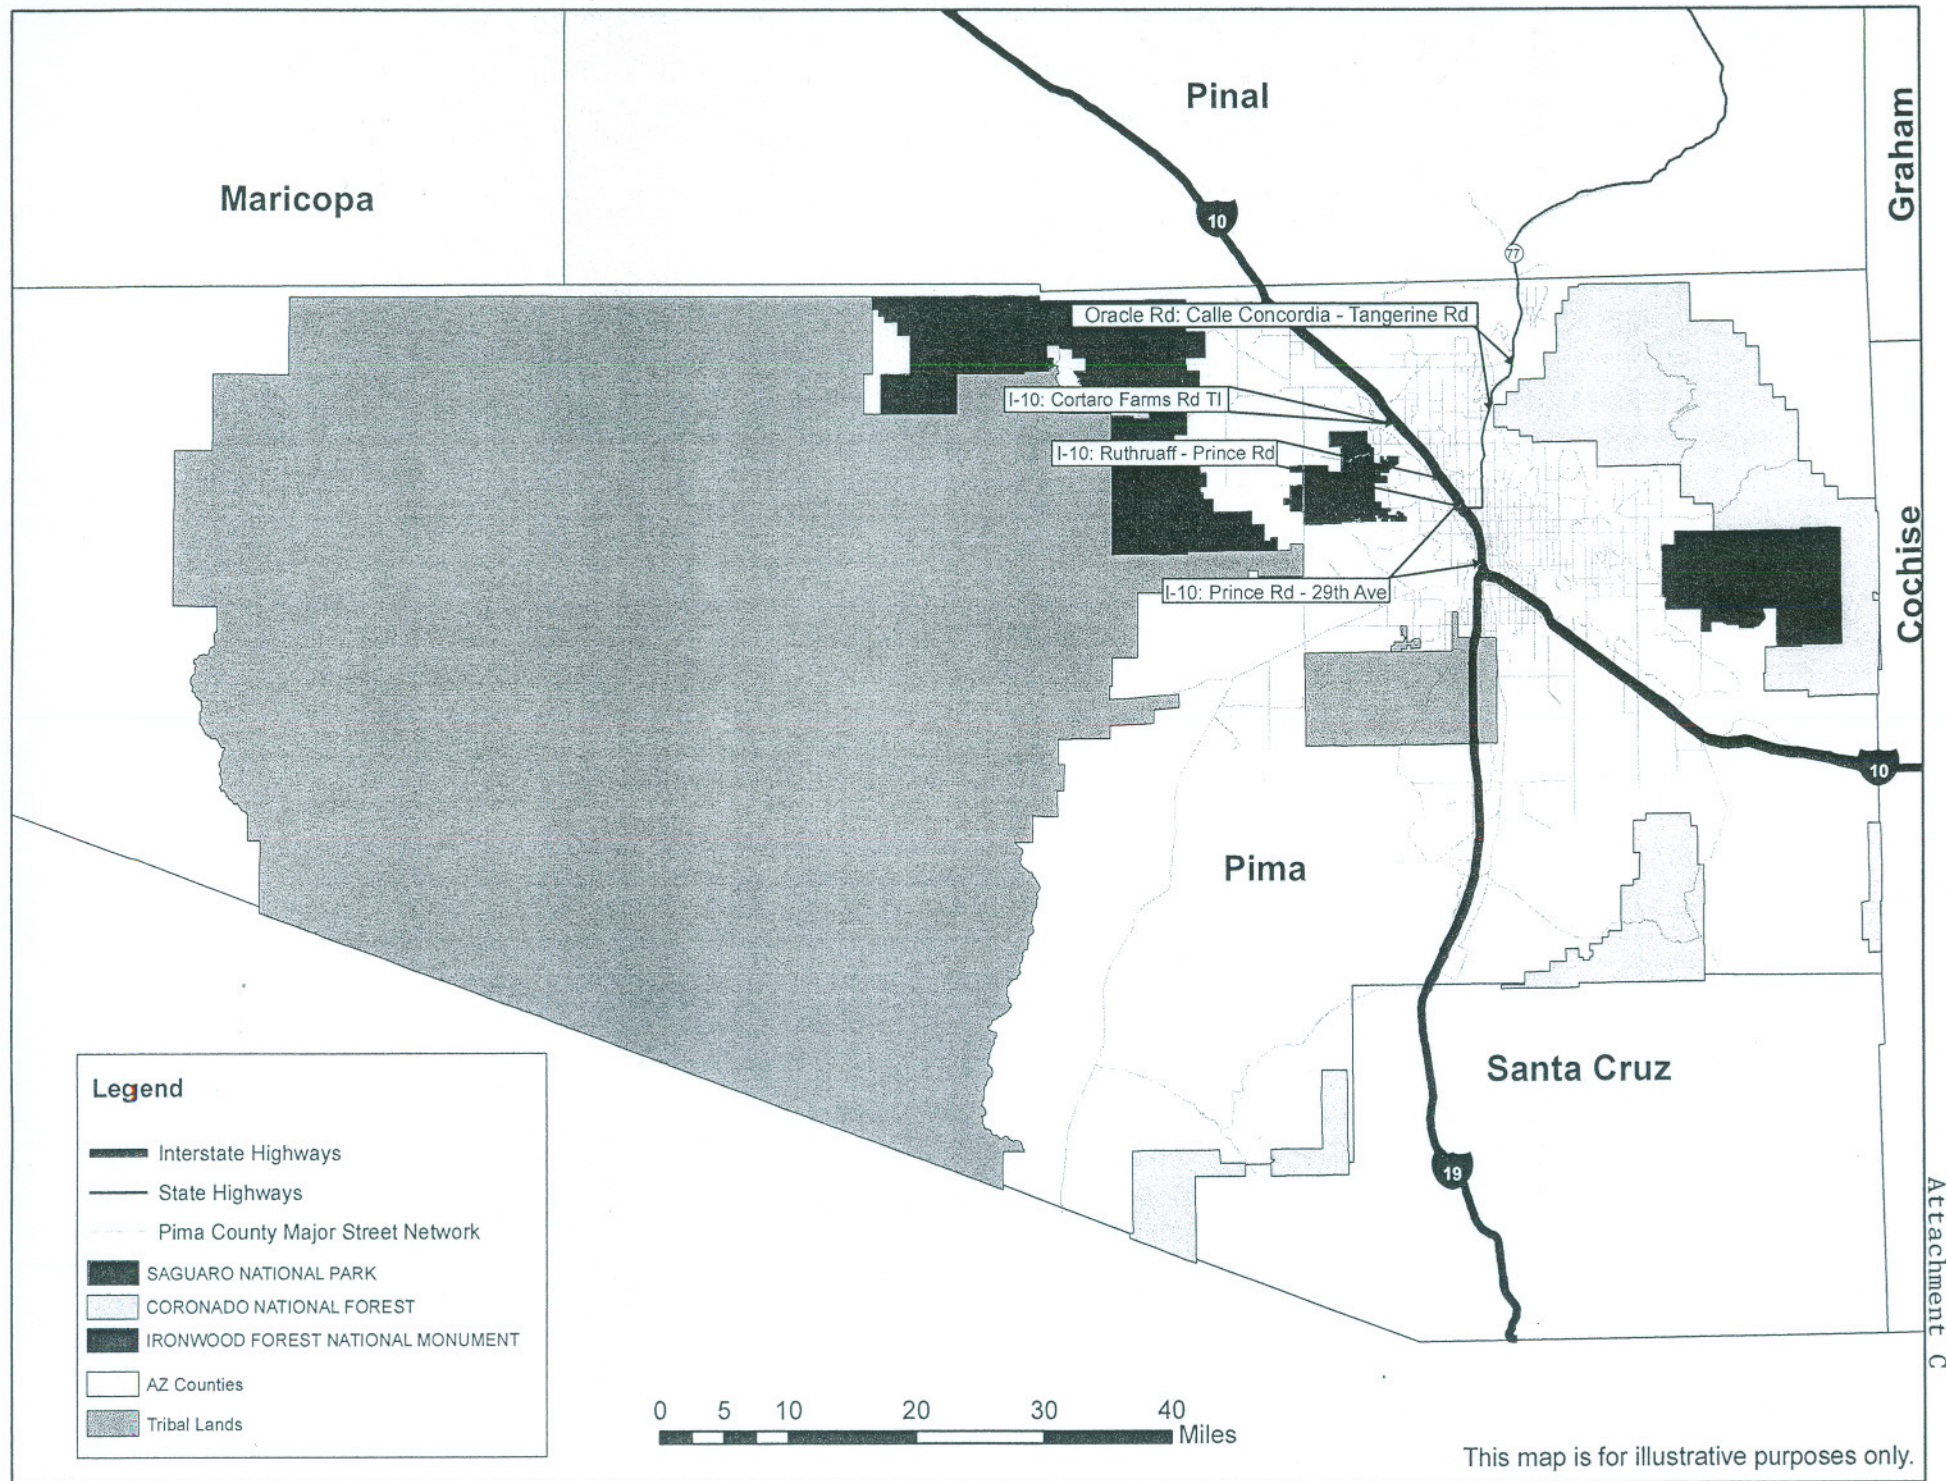 Pinal
Maricopa
Graham
10
77
Oracle Rd: Calle Concordia - Tangerine Rd
I-10: Cortaro Farms Rd TI
I-10: Ruthruaff - Prince Rd
I-10: Prince Rd - 29th Ave
Cochise
10
Pima
Santa Cruz
19
Legend
Interstate Highways
State Highways
Pima County Major Street Network
SAGUARO NATIONAL PARK
CORONADO NATIONAL FOREST
IRONWOOD FOREST NATIONAL MONUMENT
AZ Counties
Tribal Lands
0 5 10 20 30 40
Miles
This map is for illustrative purposes only.
Attachment C